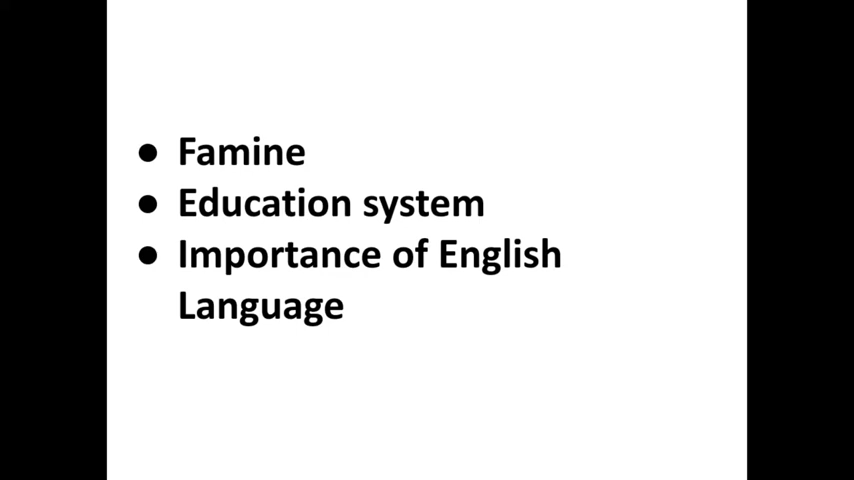 ● Famine
● Education system
● Importance of English
Language